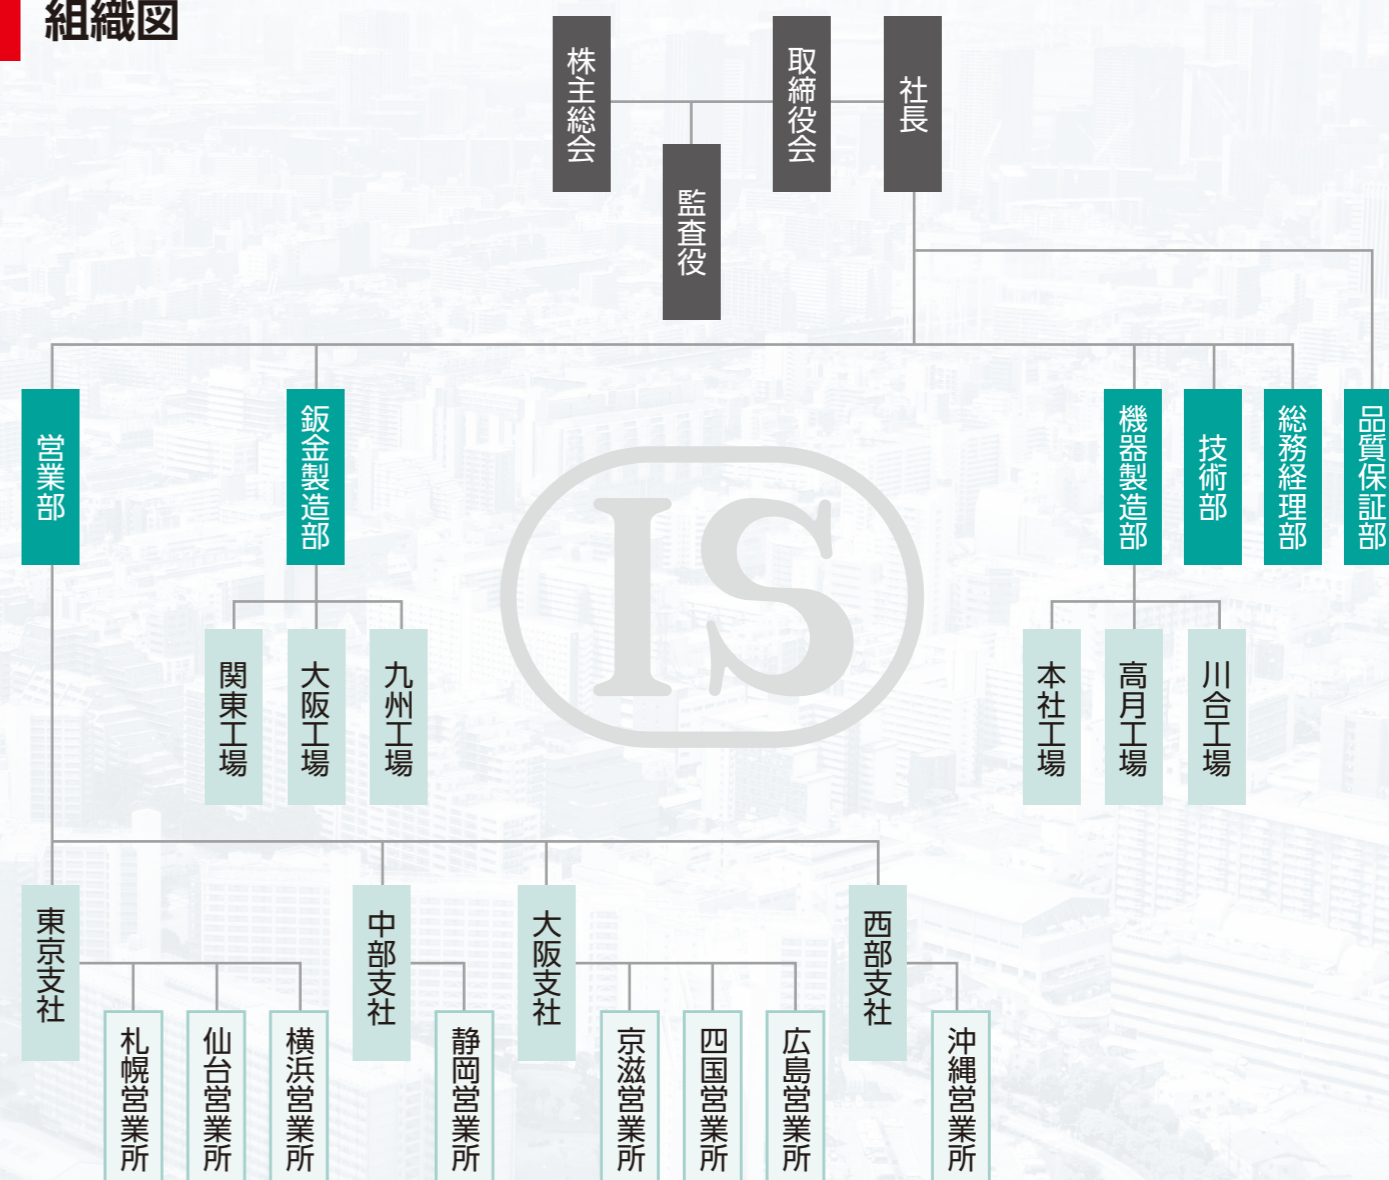 組織図
株主総会
監査役
取締役会
社長
営業部
鈑金製造部
機器製造部
技術部
総務経理部
品質保証部
関東工場
大阪工場
九州工場
本社工場
高月工場
川合工場
IS
東京支社
札幌営業所
仙台営業所
横浜営業所
中部支社
静岡営業所
大阪支社
京滋営業所
四国営業所
広島営業所
西部支社
沖縄営業所